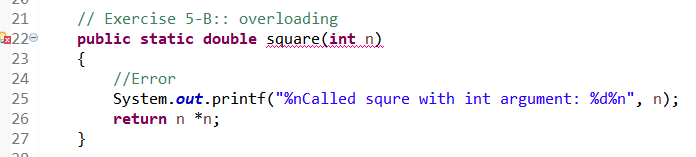 21 // Exercise 5-B:: overloading
22 public static double square(int n)
23 {
24 //Error
25 System.out.printf("%nCalled squre with int argument: %d%n", n);
26 return n *n;
27 }